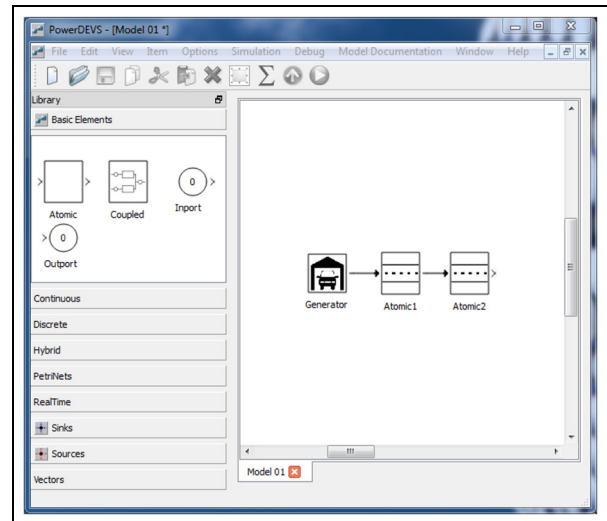 PowerDEVS - [Model 01 *]
File Edit View Item Options Simulation Debug Model Documentation Window Help
Library
Basic Elements
0
Atomic Coupled Inport
0
Outport
Continuous
Discrete
Hybrid
PetriNets
RealTime
Sinks
Sources
Vectors
Generator Atomic1 Atomic2
Model 01